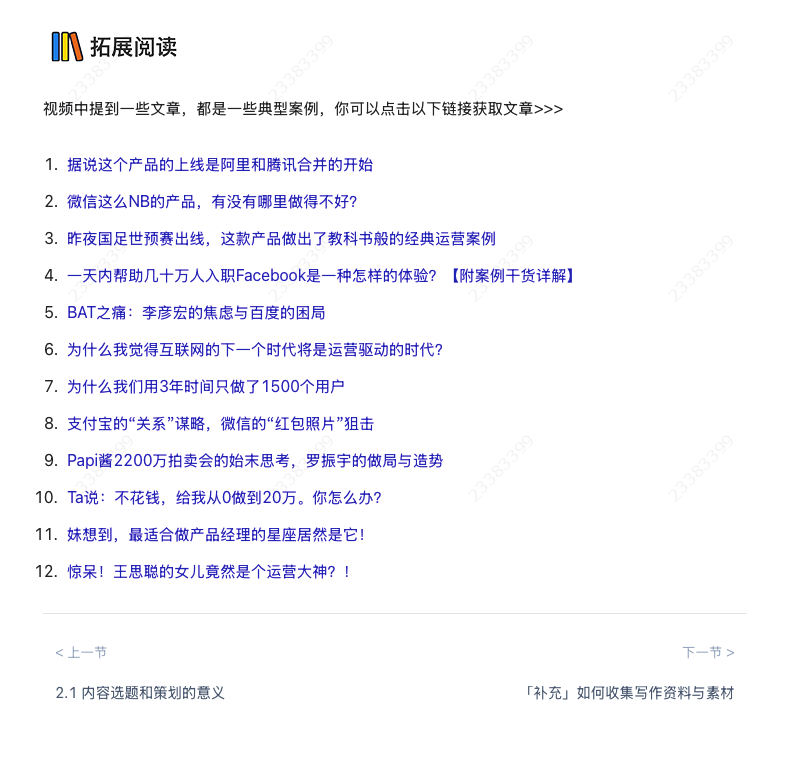 拓展阅读
视频中提到一些文章，都是一些典型案例，你可以点击以下链接获取文章>>>
1. 据说这个产品的上线是阿里和腾讯合并的开始
2. 微信这么NB的产品，有没有哪里做得不好？
3. 昨夜国足世预赛出线，这款产品做出了教科书般的经典运营案例
4. 一天内帮助几十万人入职Facebook是一种怎样的体验？【附案例干货详解】
5. BAT之痛：李彦宏的焦虑与百度的困局
6. 为什么我觉得互联网的下一个时代将是运营驱动的时代？
7. 为什么我们用3年时间只做了1500个用户
8. 支付宝的“关系”谋略，微信的“红包照片”狙击
9. Papi酱2200万拍卖会的始末思考，罗振宇的做局与造势
10. Ta说：不花钱，给我从0做到20万。你怎么办？
11. 妹想到，最适合做产品经理的星座居然是它！
12. 惊呆！王思聪的女儿竟然是个运营大神？！
< 上一节 下一节 >
2.1 内容选题和策划的意义 「补充」如何收集写作资料与素材
23383399
23383399
23383399
23383399
23383399
23383399
23383399
23383399
23383399
23383399
23383399
23383399